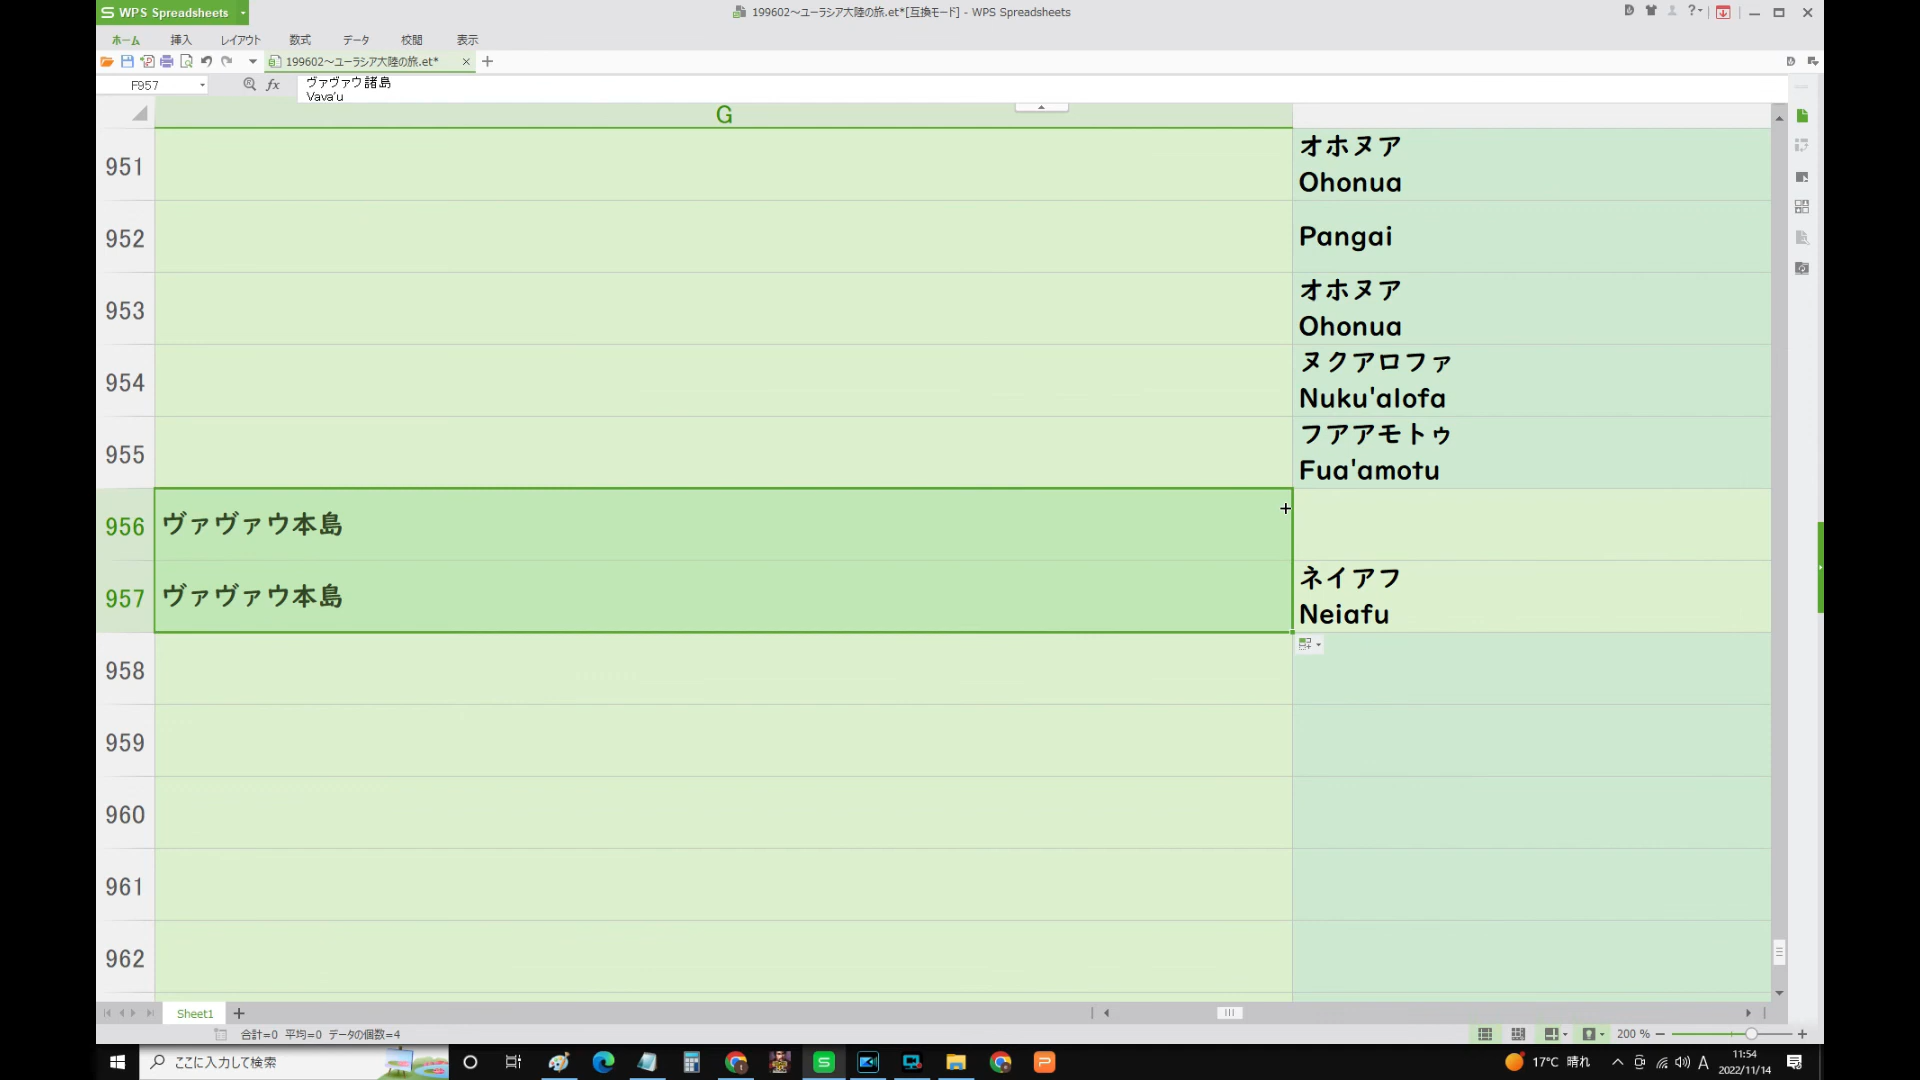 WPS Spreadsheets
199602～ユーラシア大陸の旅.et*[互換モード] - WPS Spreadsheets
ホーム 挿入 レイアウト 数式 データ 校閲 表示
199602～ユーラシア大陸の旅.et*
F957
fx
ヴァヴァウ諸島
Vava'u
G
951
オホヌア
Ohonua
952
Pangai
953
オホヌア
Ohonua
954
ヌクアロファ
Nuku'alofa
955
フアアモトゥ
Fua'amotu
956 ヴァヴァウ本島
957 ヴァヴァウ本島
ネイアフ
Neiafu
958
959
960
961
962
Sheet1
合計=0 平均=0 データの個数=4
200 %
ここに入力して検索
17℃ 晴れ
A
11:54
2022/11/14